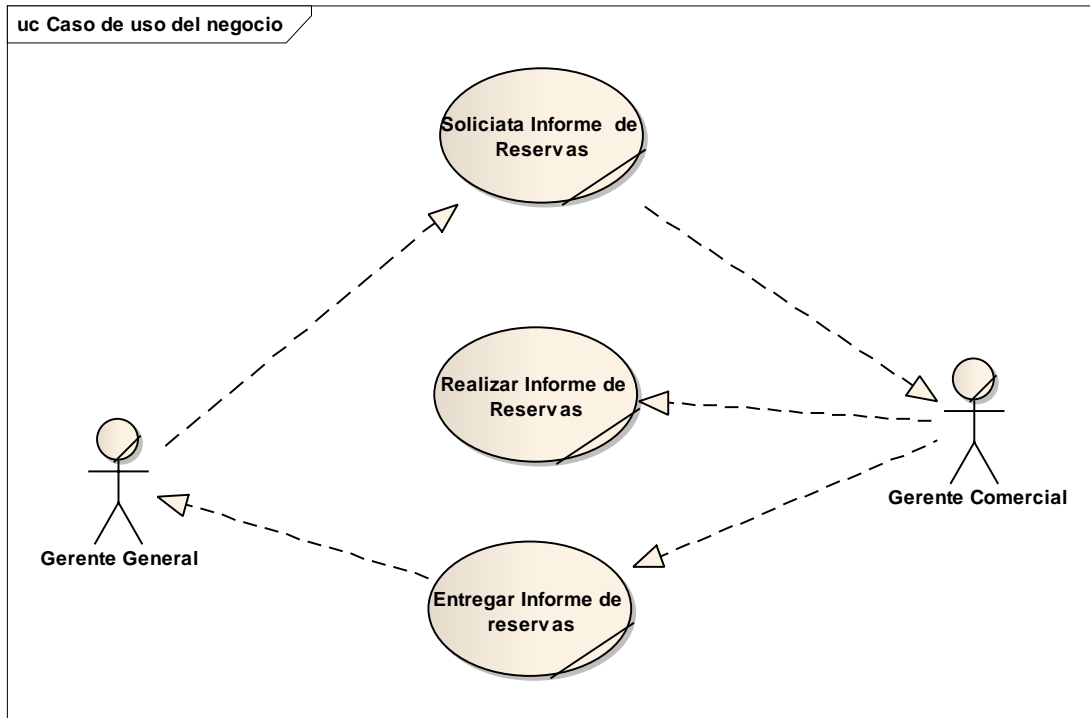 uc Caso de uso del negocio
Soliciata Informe de
Reservas
Realizar Informe de
Reservas
Gerente Comercial
Gerente General
Entregar Informe de
reservas